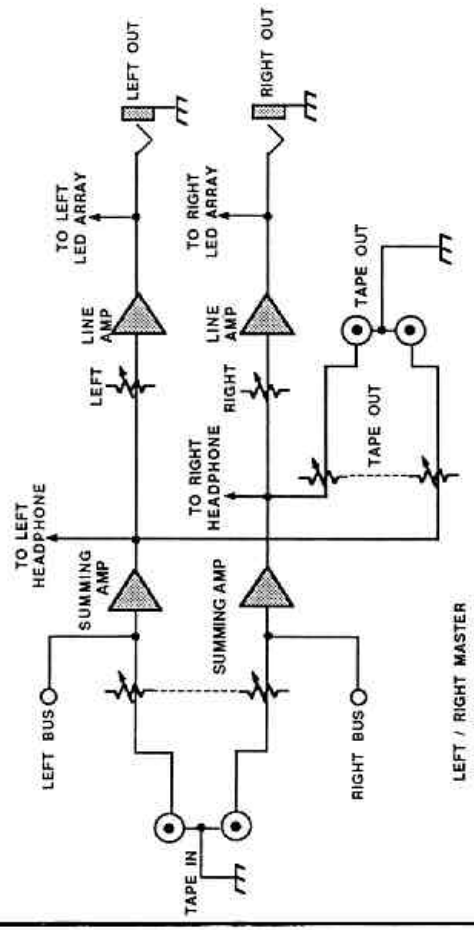 TAPE IN
LEFT BUS
RIGHT BUS
SUMMING
AMP
SUMMING AMP
TO LEFT
HEADPHONE
TO RIGHT
HEADPHONE
LEFT
RIGHT
LINE
AMP
LINE
AMP
TO LEFT
LED ARRAY
TO RIGHT
LED ARRAY
LEFT OUT
RIGHT OUT
TAPE OUT
TAPE OUT
LEFT / RIGHT MASTER